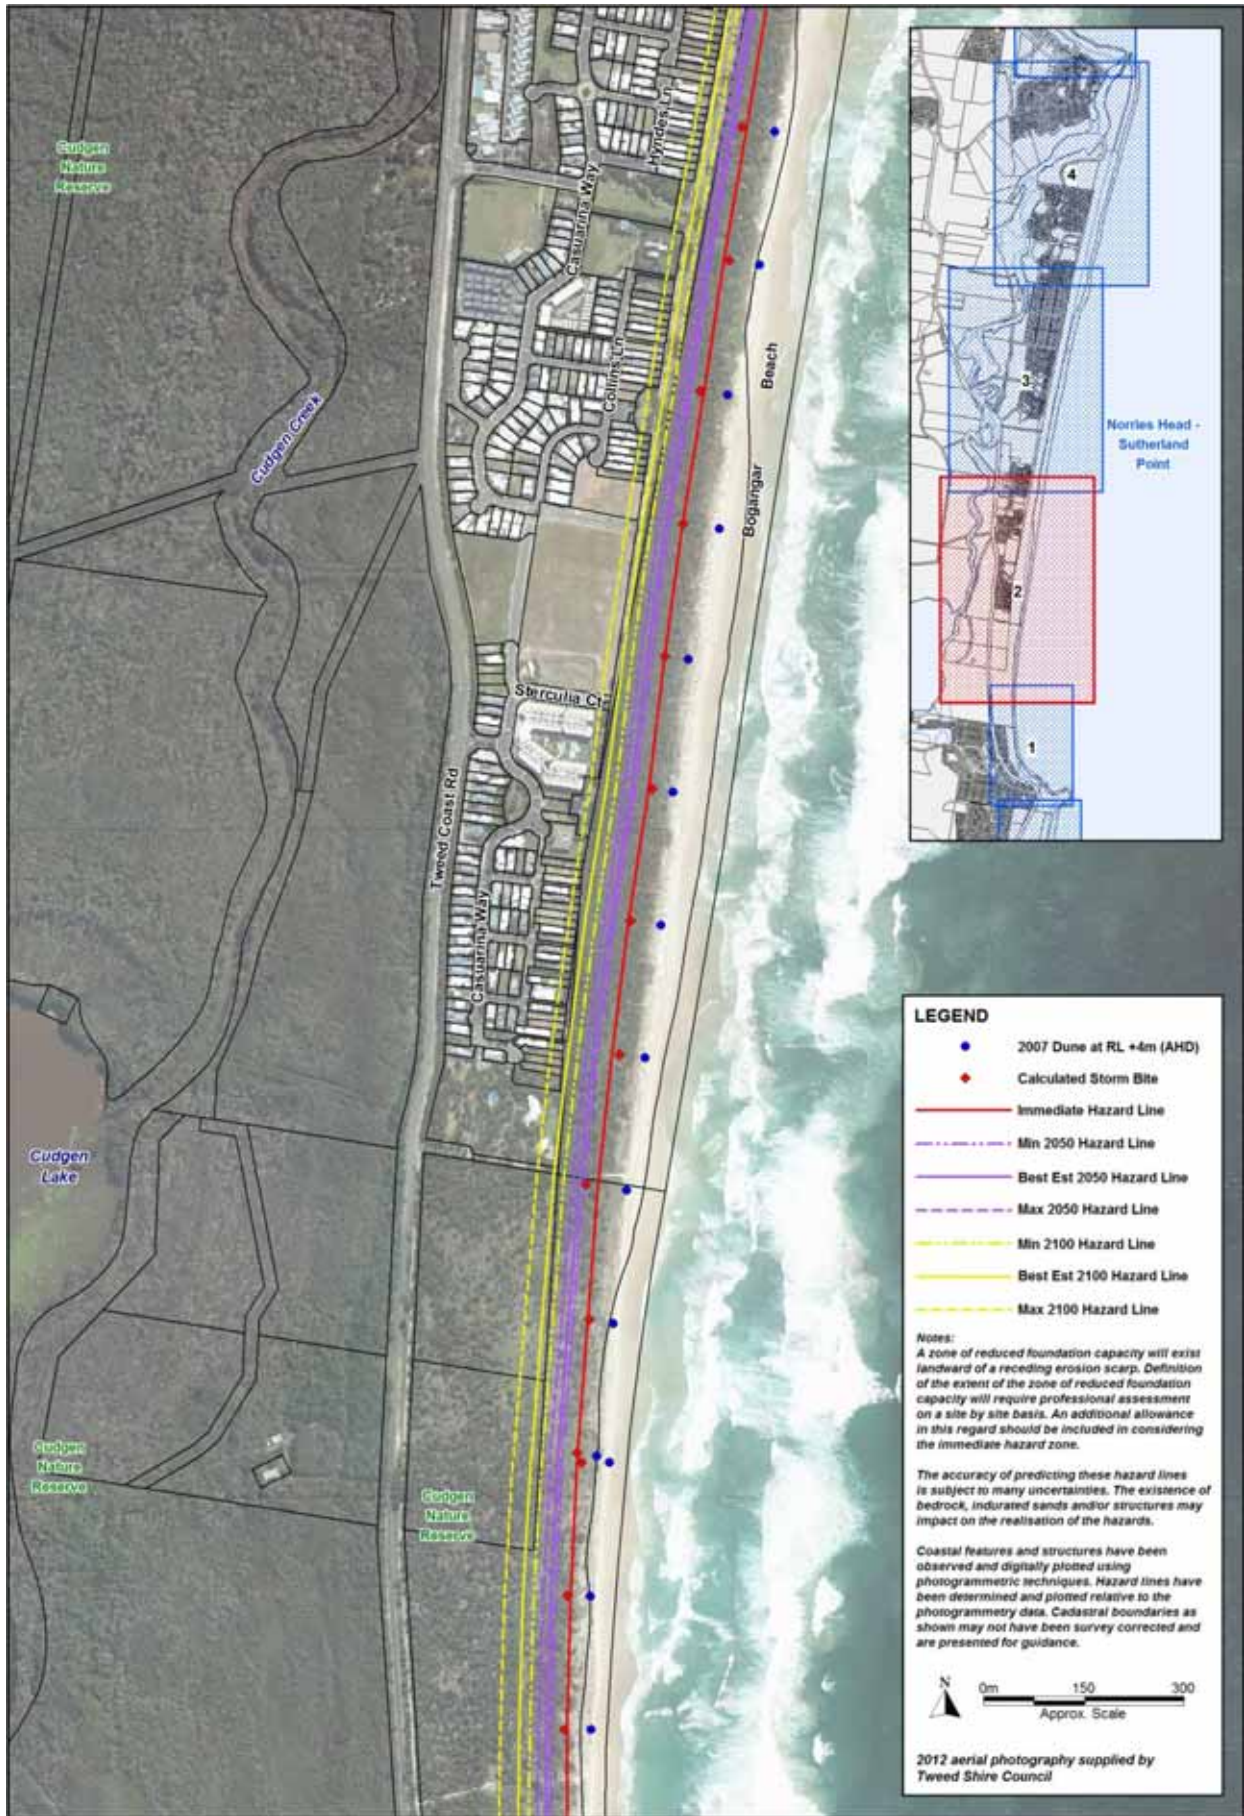 Cudgen
Nature
Reserve
Hyndes Ln
Casuarina Way
Collins Ln
Cudgen Creek
Beach
Bogangar
Sterculia Ct
Tweed Coast Rd
Casuarina Way
Cudgen
Lake
Cudgen
Nature
Reserve
Cudgen
Nature
Reserve
4
3
Norries Head -
Sutherland
Point
2
1
LEGEND
2007 Dune at RL +4m (AHD)
Calculated Storm Bite
Immediate Hazard Line
Min 2050 Hazard Line
Best Est 2050 Hazard Line
Max 2050 Hazard Line
Min 2100 Hazard Line
Best Est 2100 Hazard Line
Max 2100 Hazard Line
Notes:
A zone of reduced foundation capacity will exist
landward of a receding erosion scarp. Definition
of the extent of the zone of reduced foundation
capacity will require professional assessment
on a site by site basis. An additional allowance
in this regard should be included in considering
the immediate hazard zone.
The accuracy of predicting these hazard lines
is subject to many uncertainties. The existence of
bedrock, indurated sands and/or structures may
impact on the realisation of the hazards.
Coastal features and structures have been
observed and digitally plotted using
photogrammetric techniques. Hazard lines have
been determined and plotted relative to the
photogrammetry data. Cadastral boundaries as
shown may not have been survey corrected and
are presented for guidance.
N
0m 150 300
Approx. Scale
2012 aerial photography supplied by
Tweed Shire Council